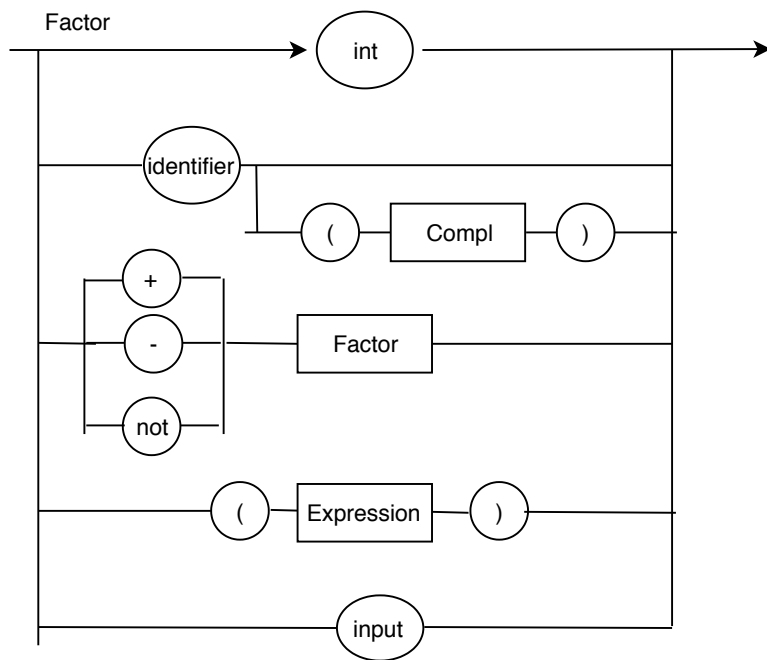 Factor
int
identifier
( Compl )
+
-
Factor
not
( Expression )
input